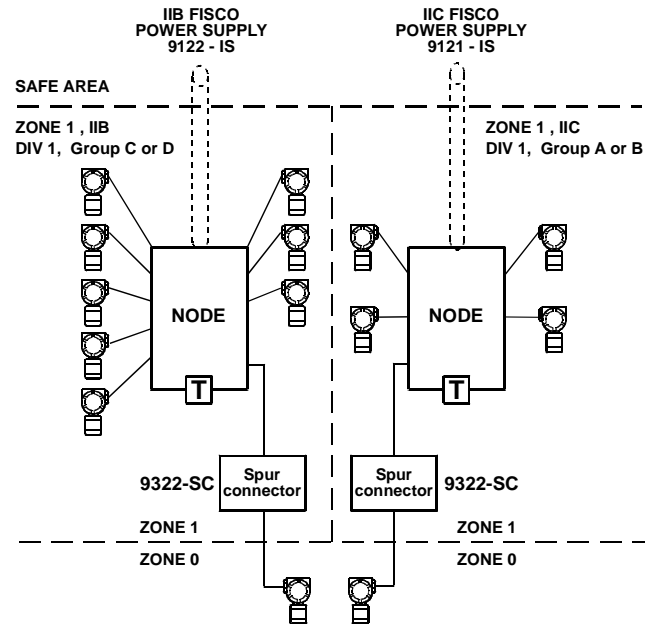 IIB FISCO
POWER SUPPLY
9122 - IS
IIC FISCO
POWER SUPPLY
9121 - IS
SAFE AREA
ZONE 1 , IIB
DIV 1, Group C or D
ZONE 1 , IIC
DIV 1, Group A or B
NODE
T
NODE
T
9322-SC
Spur
connector
Spur
connector
9322-SC
ZONE 1
ZONE 0
ZONE 1
ZONE 0